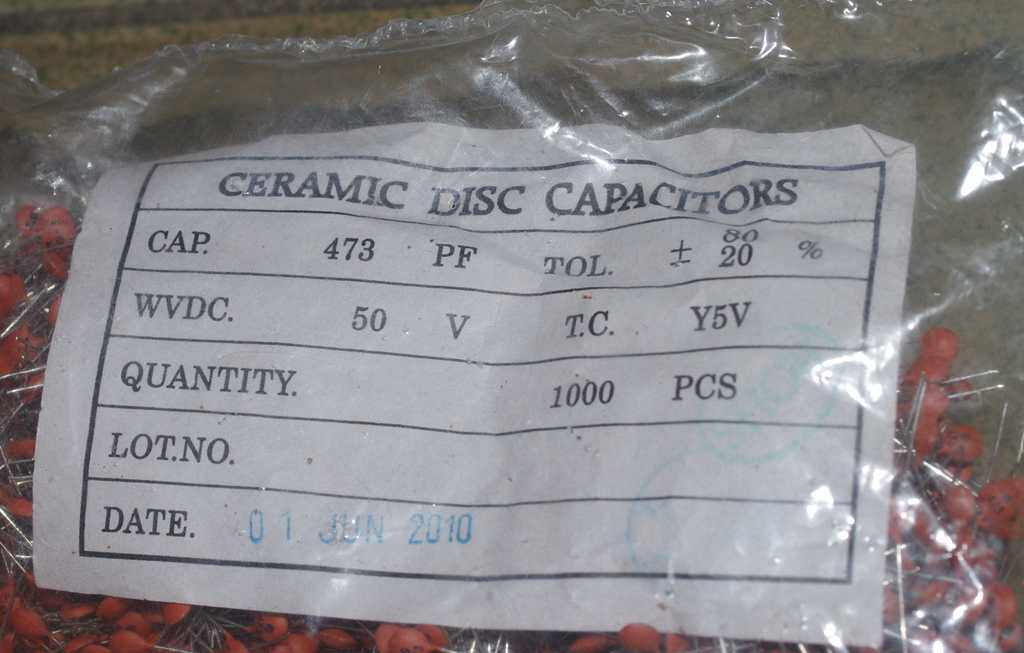 CERAMIC DISC CAPACITORS
CAP. 473 PF TOL. ± 80 20 %
WVDC. 50 V T.C. Y5V
QUANTITY. 1000 PCS
LOT.NO.
DATE. 01 JUN 2010